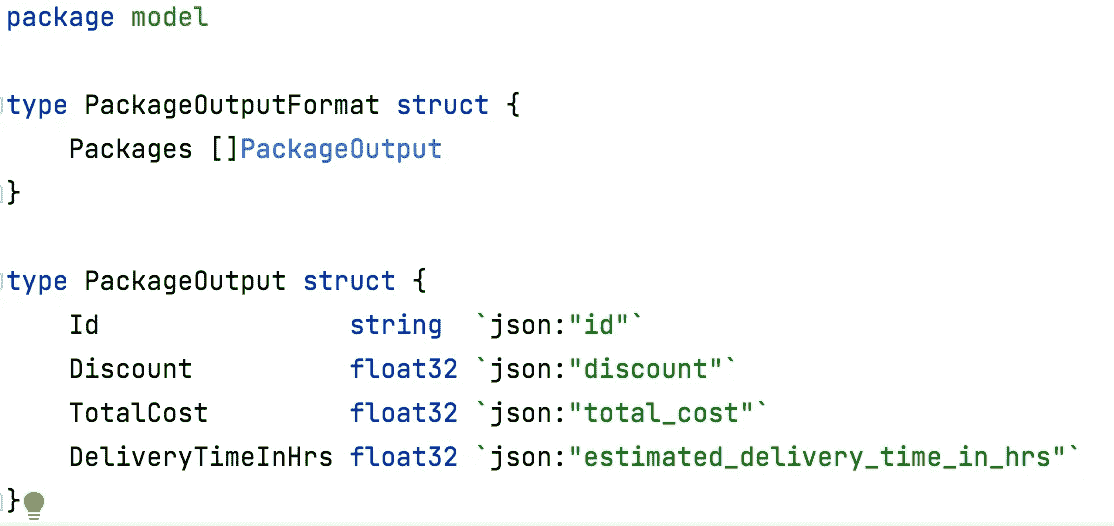 package model
type PackageOutputFormat struct {
Packages []PackageOutput
}
type PackageOutput struct {
Id string `json:"id"`
Discount float32 `json:"discount"`
TotalCost float32 `json:"total_cost"`
DeliveryTimeInHrs float32 `json:"estimated_delivery_time_in_hrs"`
}